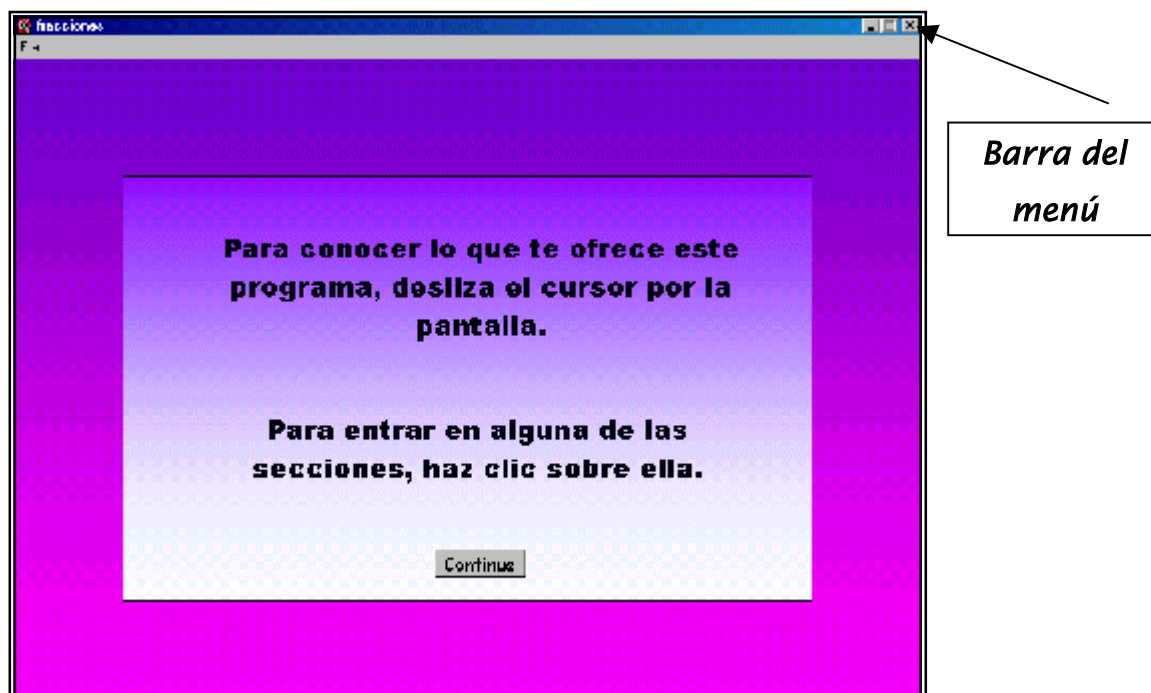 fracciones
Para conocer lo que te ofrece este
programa, desliza el cursor por la
pantalla.
Para entrar en alguna de las
secciones, haz clic sobre ella.
Continue
Barra del
menú